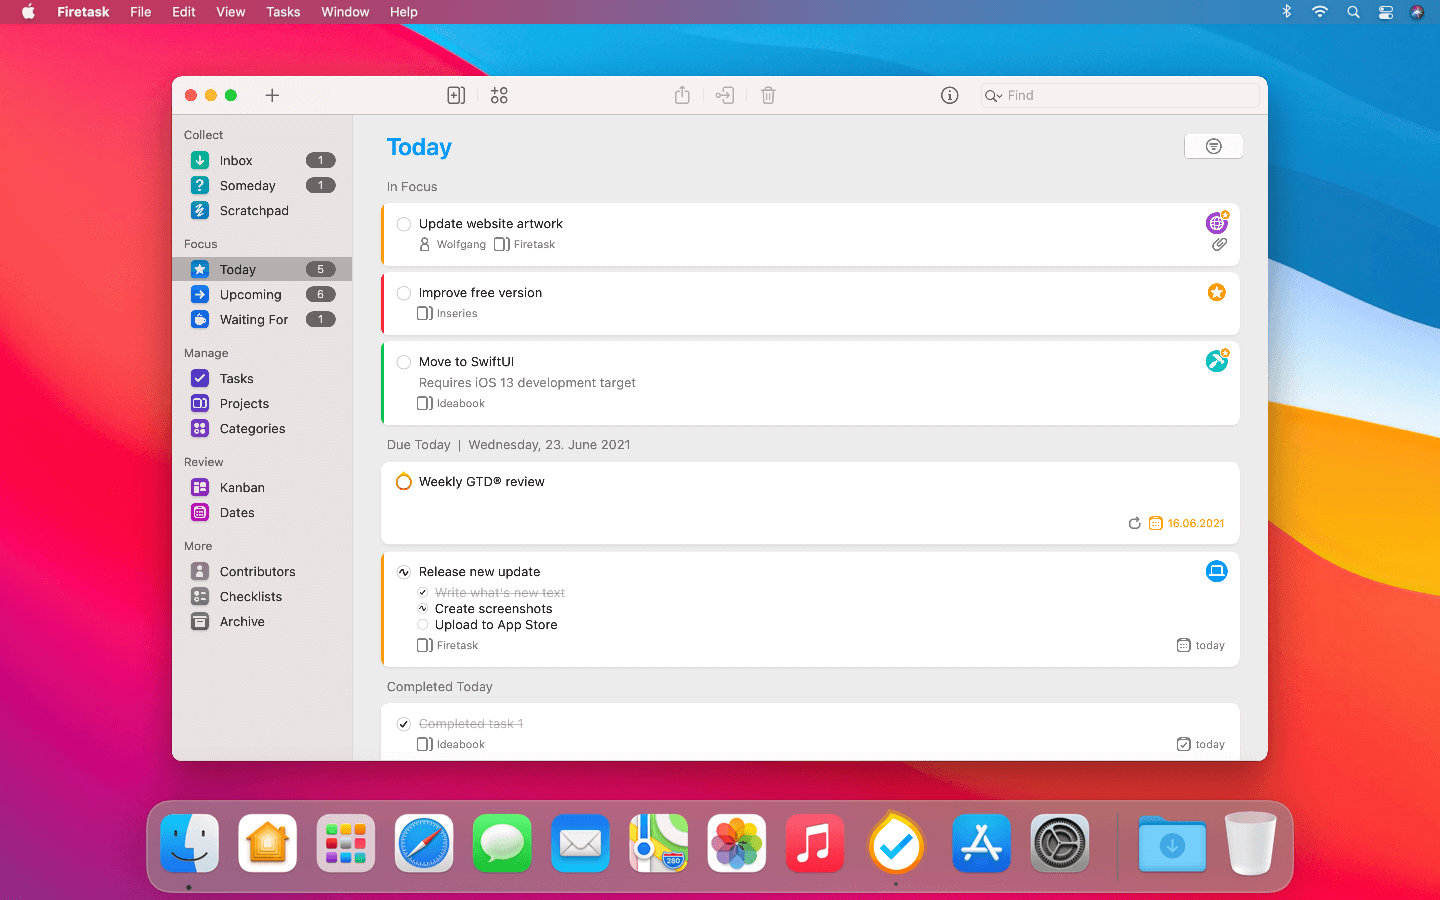 Firetask File Edit View Tasks Window Help
Find
Collect
Inbox 1
Someday 1
Scratchpad
Focus
Today 5
Upcoming 6
Waiting For 1
Manage
Tasks
Projects
Categories
Review
Kanban
Dates
More
Contributors
Checklists
Archive
Today
In Focus
Update website artwork
Wolfgang Firetask
Improve free version
Inseries
Move to SwiftUI
Requires iOS 13 development target
Ideabook
Due Today | Wednesday, 23. June 2021
Weekly GTD® review
16.06.2021
Release new update
Write what's new text
Create screenshots
Upload to App Store
Firetask today
Completed Today
Completed task 1
Ideabook today
280